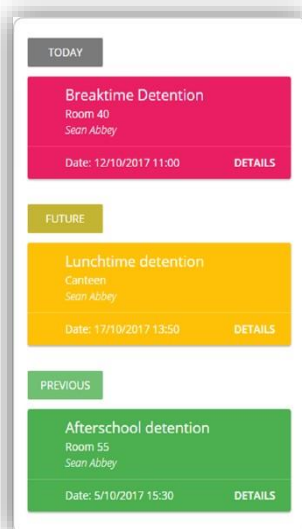 TODAY
Breaktime Detention
Room 40
Sean Abbey
Date: 12/10/2017 11:00 DETAILS
FUTURE
Lunchtime detention
Canteen
Sean Abbey
Date: 17/10/2017 13:50 DETAILS
PREVIOUS
Afterschool detention
Room 55
Sean Abbey
Date: 5/10/2017 15:30 DETAILS